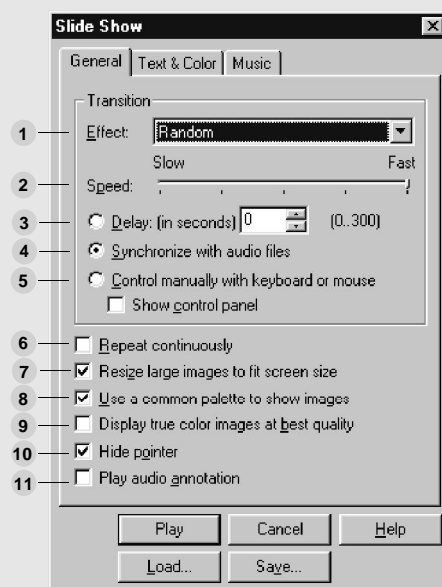 Slide Show
General Text & Color Music
Transition
1 Effect: Random
Slow Fast
2 Speed:
3 Delay: (in seconds) 0 (0..300)
4 Synchronize with audio files
5 Control manually with keyboard or mouse
Show control panel
6 Repeat continuously
7 Resize large images to fit screen size
8 Use a common palette to show images
9 Display true color images at best quality
10 Hide pointer
11 Play audio annotation
Play Cancel Help
Load... Save...